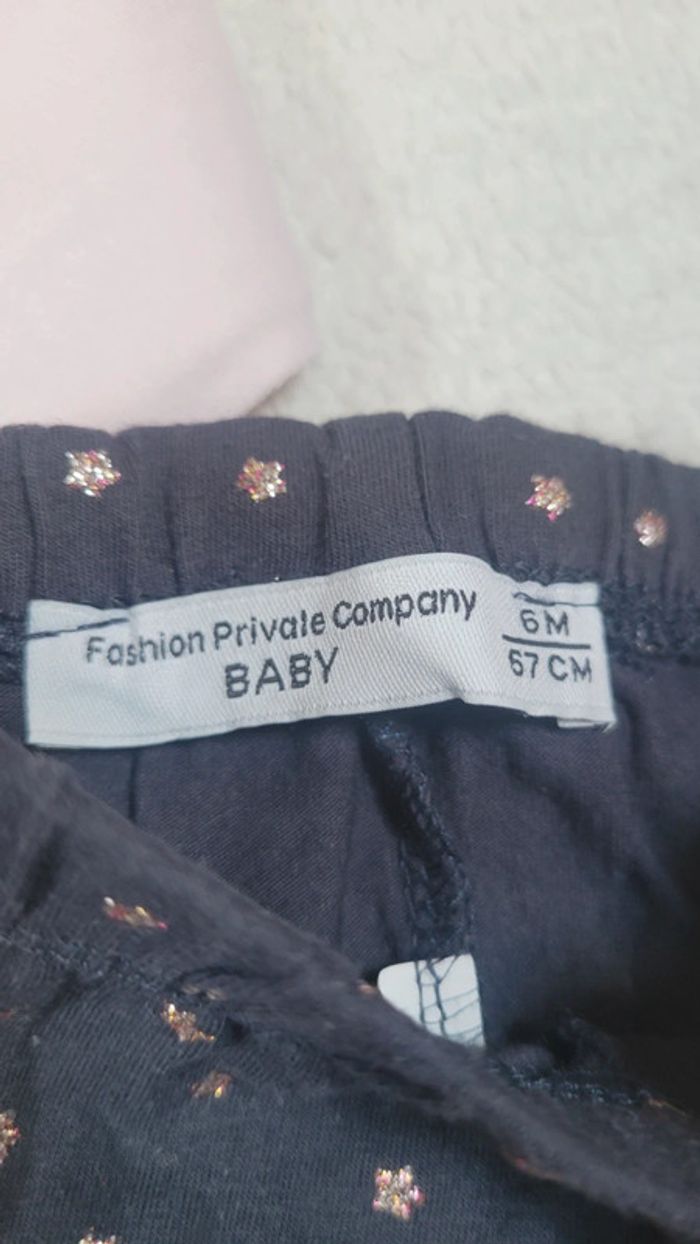 Fashion Private Company
BABY
6M
67 CM